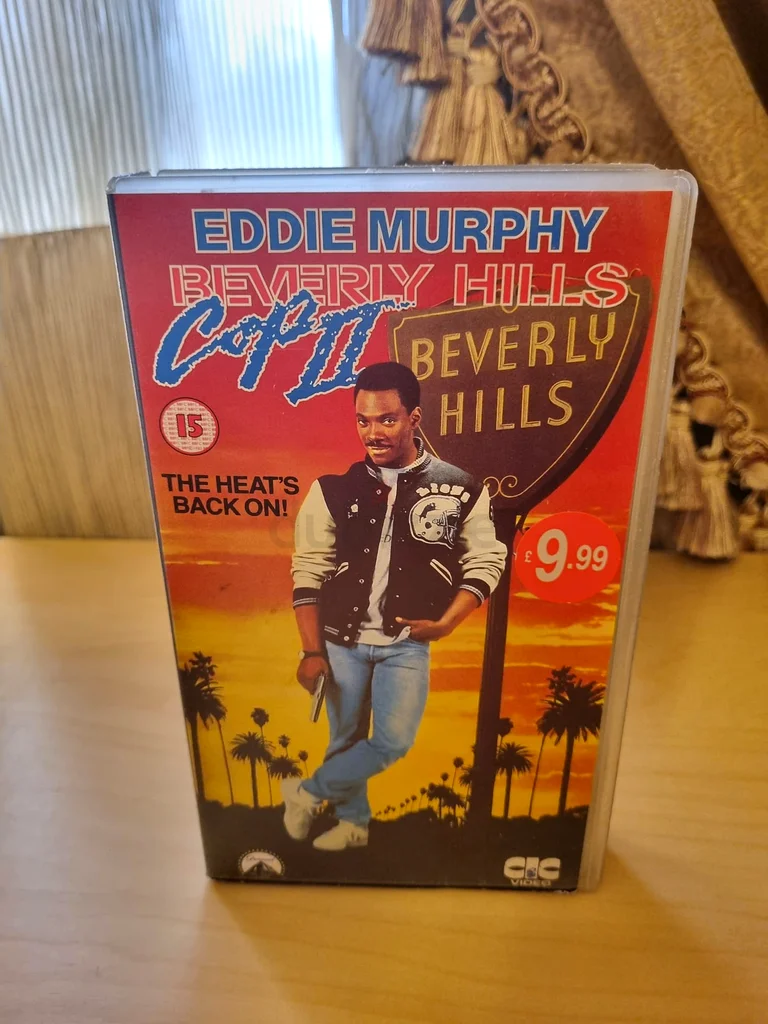 EDDIE MURPHY
BEVERLY HILLS
Cop II
BEVERLY
HILLS
15
THE HEAT'S
BACK ON!
£9.99
CIC
VIDEO